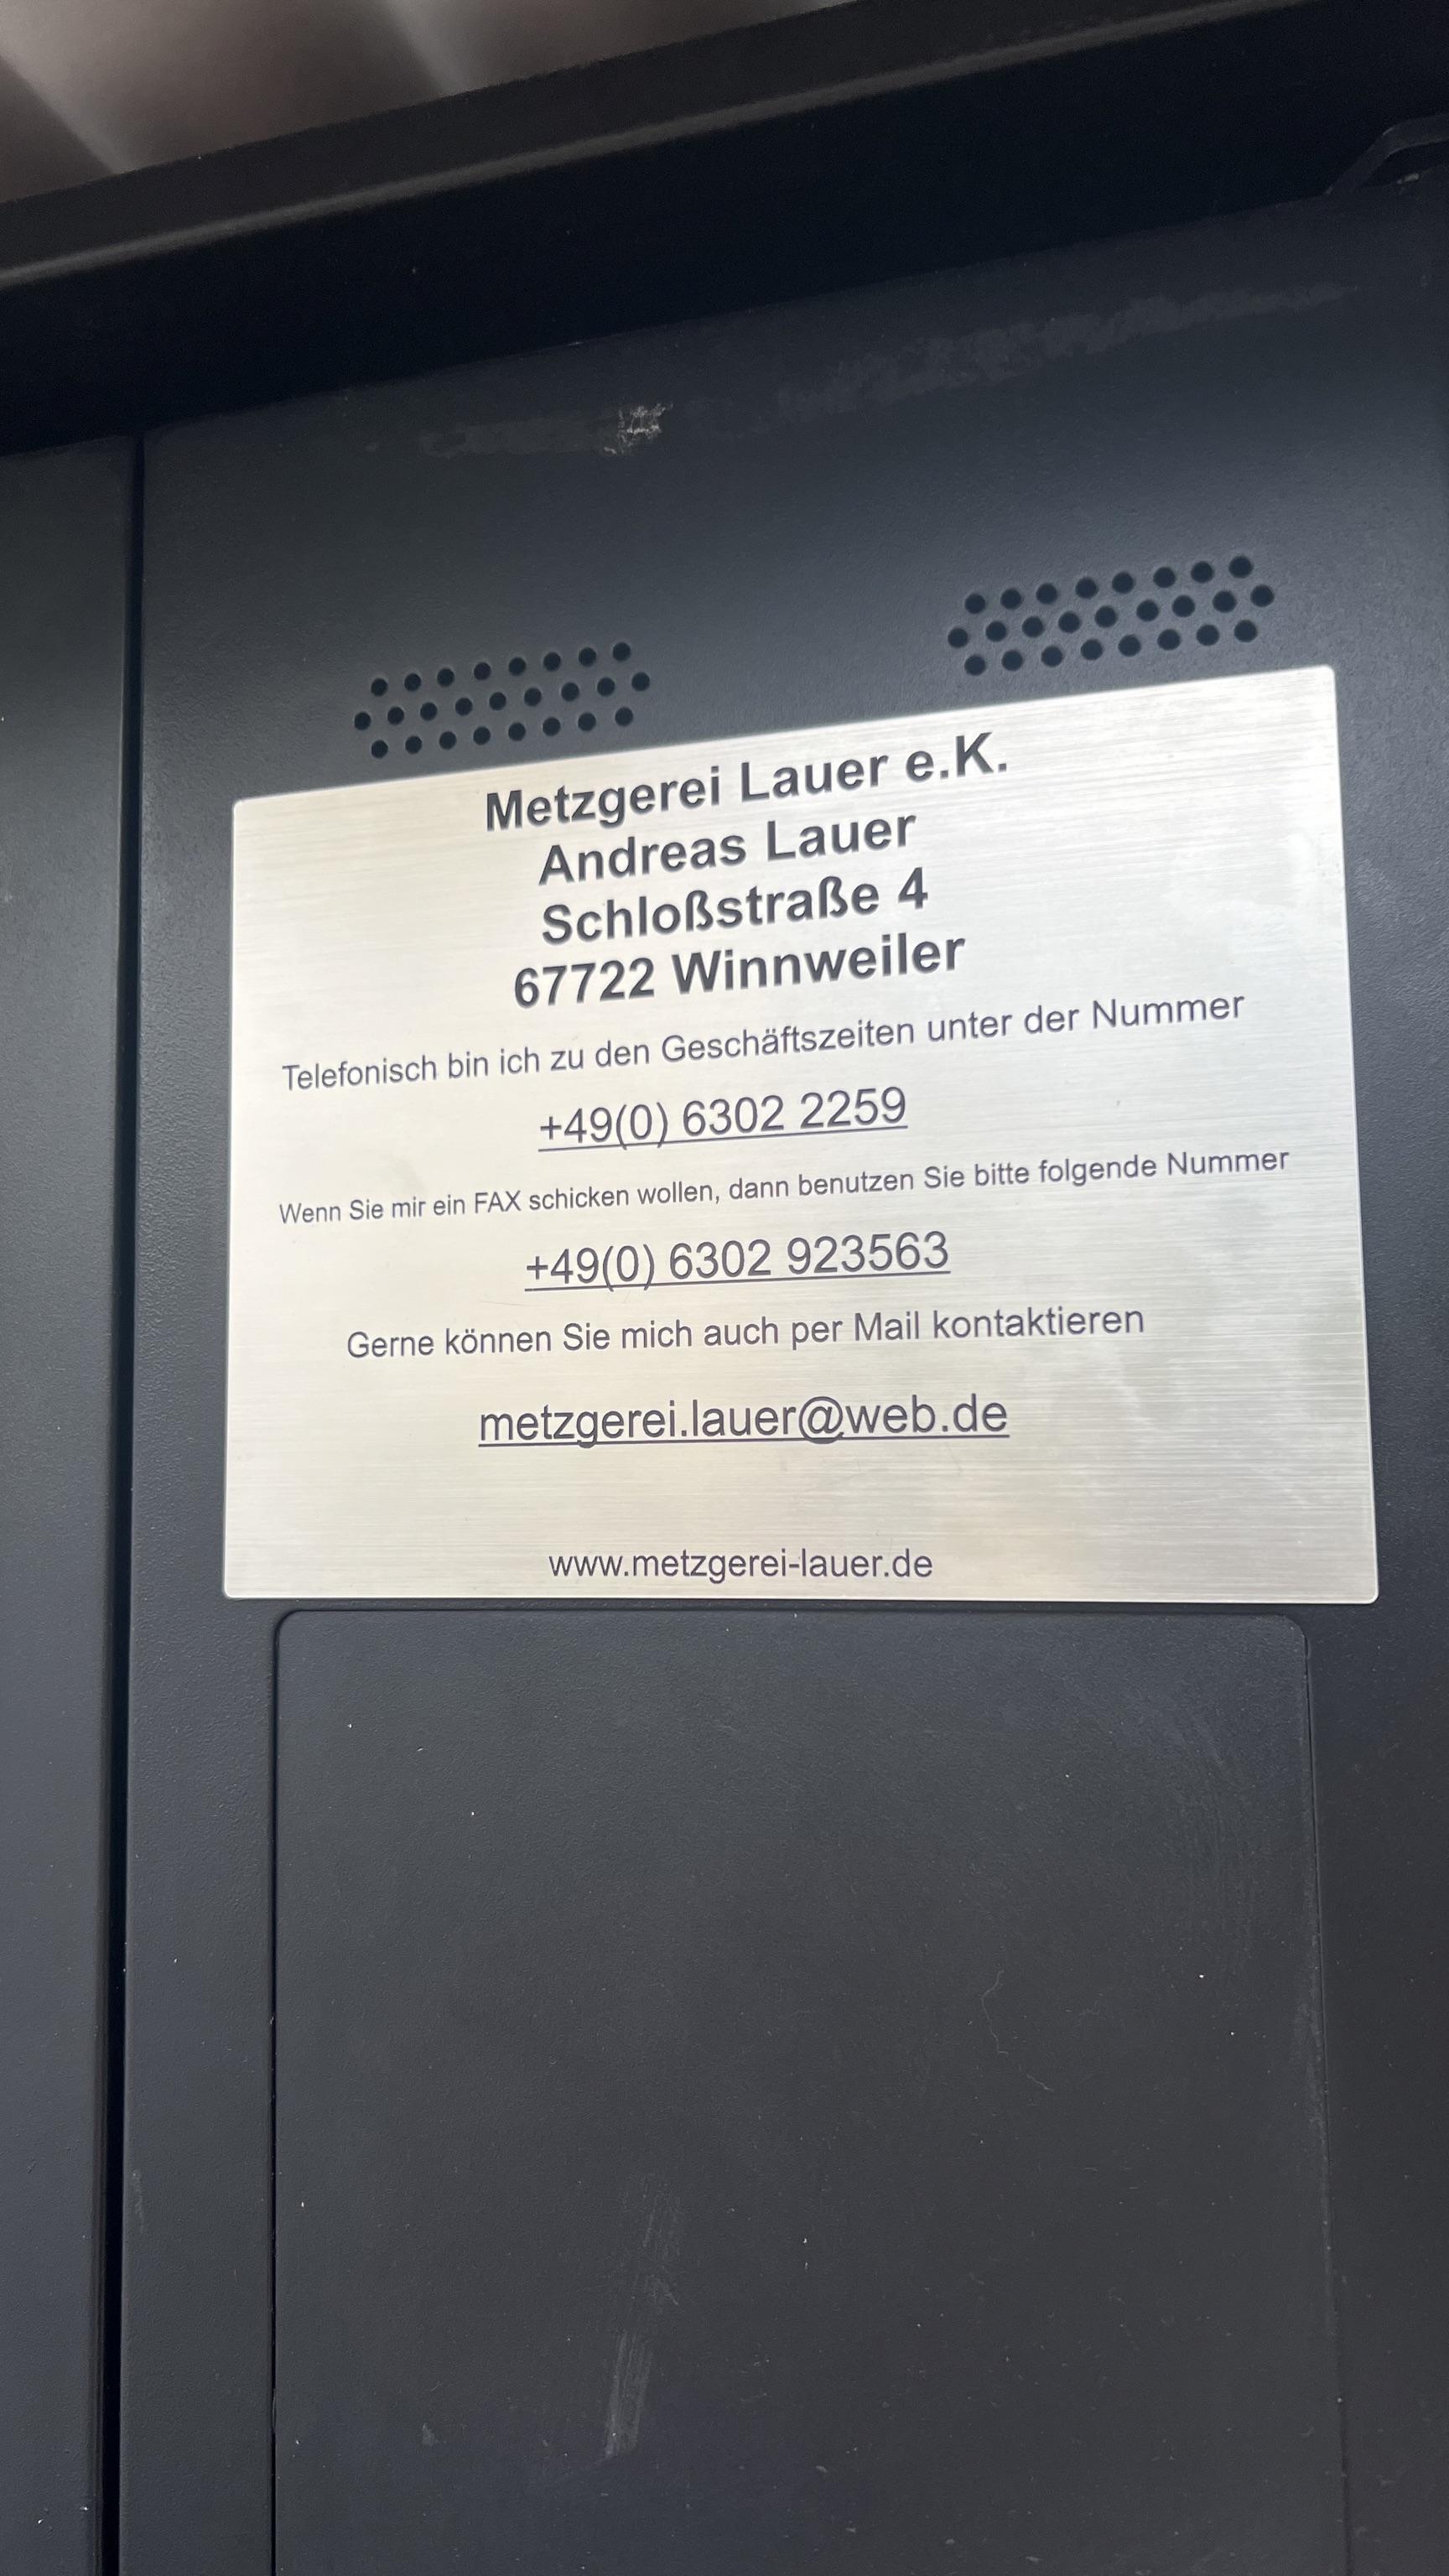 Metzgerei Lauer e.K.
Andreas Lauer
Schloßstraße 4
67722 Winnweiler
Telefonisch bin ich zu den Geschäftszeiten unter der Nummer
+49(0) 6302 2259
Wenn Sie mir ein FAX schicken wollen, dann benutzen Sie bitte folgende Nummer
+49(0) 6302 923563
Gerne können Sie mich auch per Mail kontaktieren
metzgerei.lauer@web.de
www.metzgerei-lauer.de